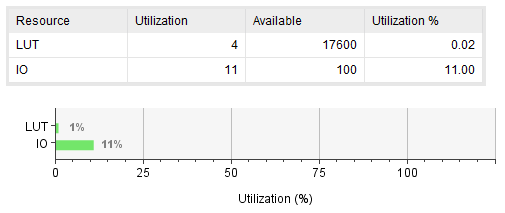 Resource Utilization Available Utilization %
LUT 4 17600 0.02
IO 11 100 11.00
LUT 1%
IO 11%
0 25 50 75 100
Utilization (%)